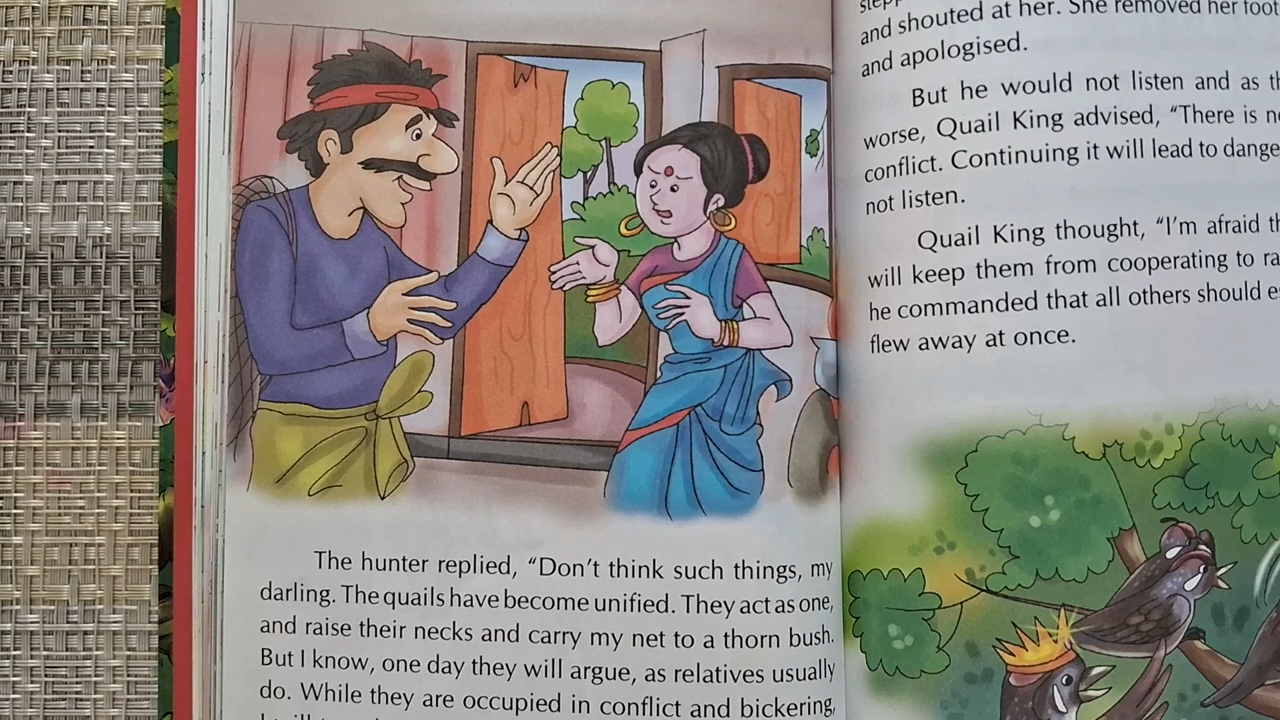 The hunter replied, “Don’t think such things, my
darling. The quails have become unified. They act as one,
and raise their necks and carry my net to a thorn bush.
But I know, one day they will argue, as relatives usually
do. While they are occupied in conflict and bickering,
and shouted at her. She removed her foot
and apologised.
But he would not listen and as
worse, Quail King advised, “There is
conflict. Continuing it will lead to
not listen.
Quail King thought, “I’m afraid
will keep them from cooperating to
he commanded that all others should
flew away at once.